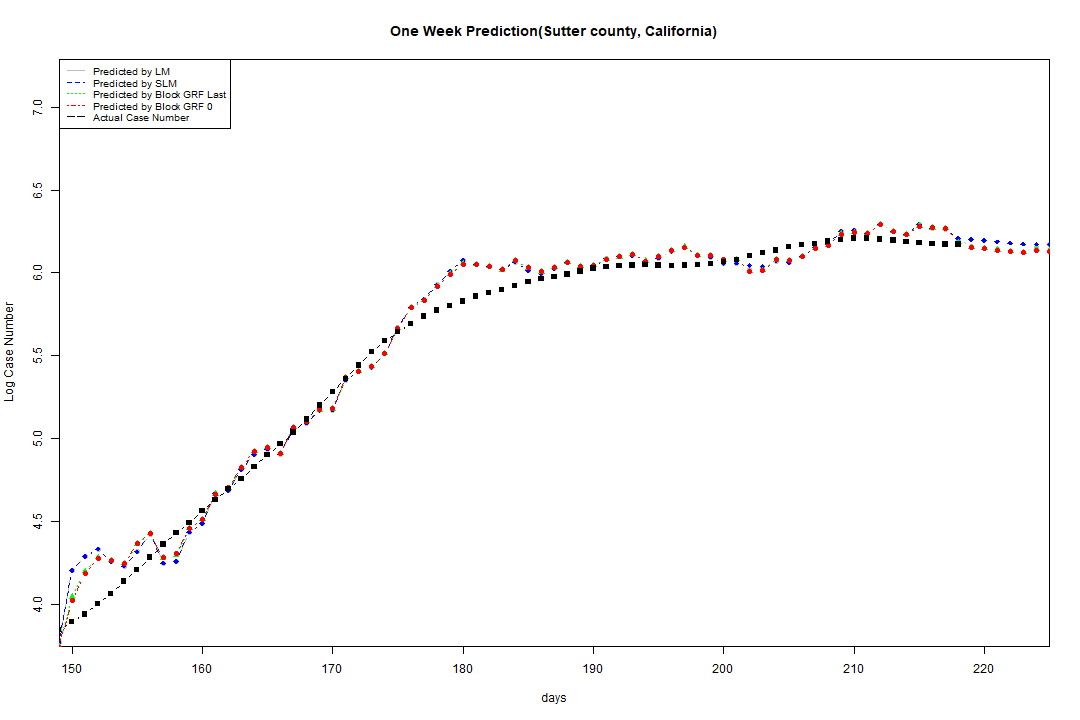 One Week Prediction(Sutter county, California)
Predicted by LM
Predicted by SLM
Predicted by Block GRF Last
Predicted by Block GRF 0
Actual Case Number
7.0
6.5
6.0
5.5
5.0
4.5
4.0
Log Case Number
150 160 170 180 190 200 210 220
days